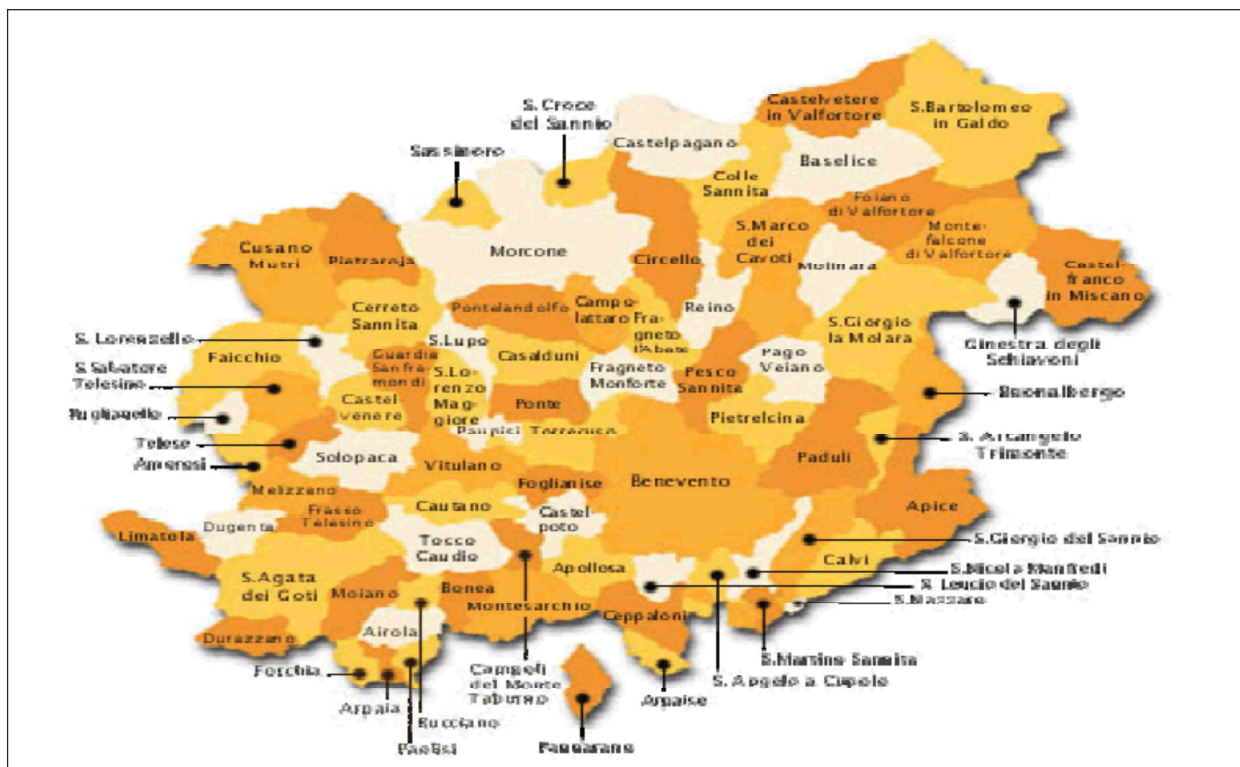 S. Croce
del Sannio
Sassinoro
Castelpagano
Castelvetere
in Valfortore
S.Bartolomeo
in Galdo
Baselice
Colle
Sannita
Foiano
di Valfortore
Cusano
Mutri
Pietraroja
Morcone
Circello
S.Marco
dei
Cavoti
Molinara
Monte-
falcone
di Valfortore
Castel-
franco
in Miscano
Cerreto
Sannita
Pontelandolfo
Campo-
lattaro
Fra-
gneto
l'Abate
Reino
S.Giorgio
la Molara
Ginestra degli
Schiavoni
S. Lorenzello
Faicchio
S.Lupo
Guardia
Sanfra-
mondi
Casalduni
Fragneto
Monforte
Pesco
Sannita
Pago
Veiano
S.Salvatore
Telesino
Castel-
venere
S.Lo-
renzo
Mag-
giore
Ponte
Pietrelcina
Buonalbergo
Puglianello
Paupisi
Torrecuso
Telese
Solopaca
Vitulano
S. Arcangelo
Trimonte
Amorosi
Foglianise
Benevento
Paduli
Melizzano
Frasso
Telesino
Cautano
Castel-
poto
Apice
Limatola
Dugenta
Tocco
Caudio
S.Giorgio del Sannio
S.Agata
dei Goti
Moiano
Bonea
Apollosa
Calvi
S.Nicola Manfredi
S. Leucio del Sannio
S.Nazzaro
Montesarchio
Ceppaloni
Durazzano
Airola
Forchia
Campoli
del Monte
Taburno
S.Martino Sannita
S. Angelo a Cupolo
Arpaise
Arpaia
Bucciano
Paolisi
Pannarano